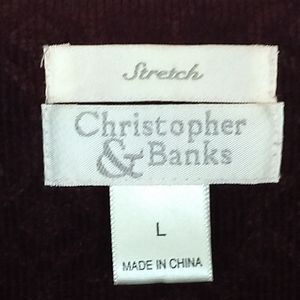 Stretch
Christopher
& Banks
L
MADE IN CHINA